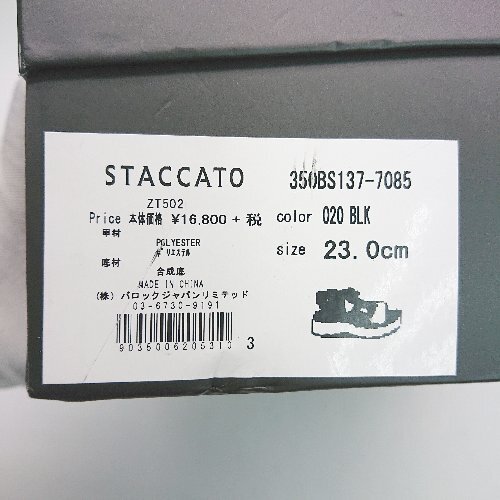 STACCATO 350BS137-7085
ZT502
Price 本体価格 ¥16,800 + 税 color 020 BLK
甲材 POLYESTER
ポリエステル size 23.0cm
底材 合成底
MADE IN CHINA
(株) バロックジャパンリミテッド
03-6730-9191
9035006205313 3